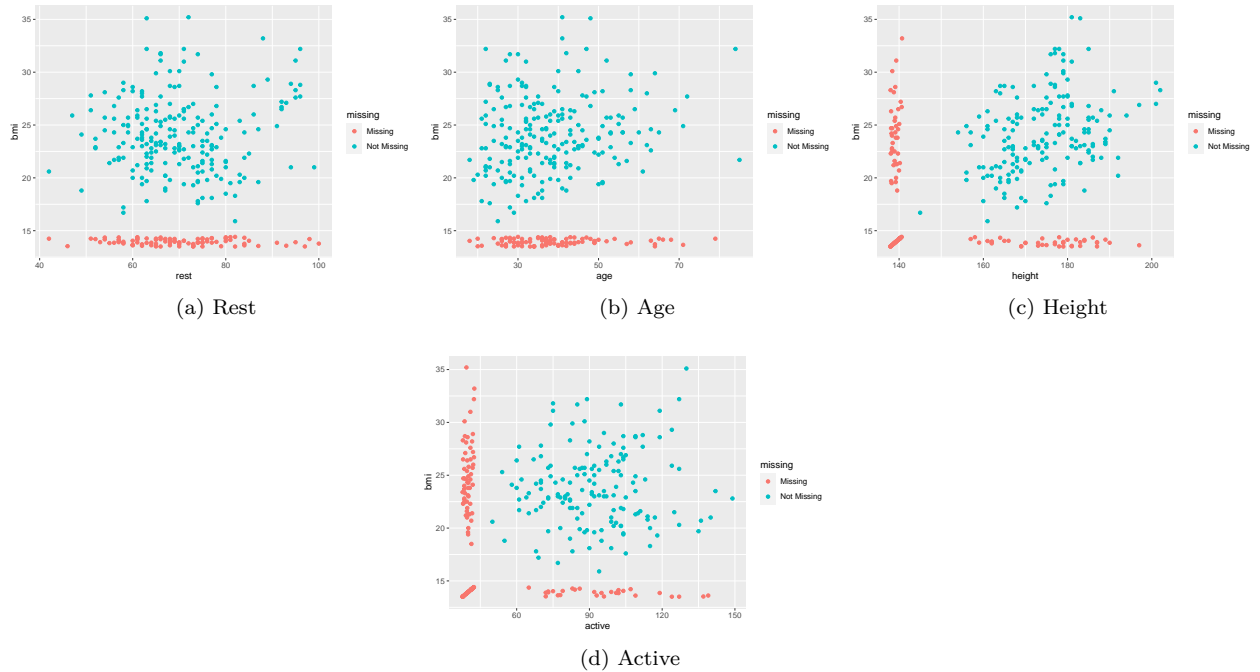 35
30
25
20
15
bmi
40
60
80
100
rest
missing
Missing
Not Missing
(a) Rest
35
30
25
20
15
bmi
30
50
70
age
missing
Missing
Not Missing
(b) Age
35
30
25
20
15
bmi
140
160
180
200
height
missing
Missing
Not Missing
(c) Height
35
30
25
20
15
bmi
60
90
120
150
active
missing
Missing
Not Missing
(d) Active